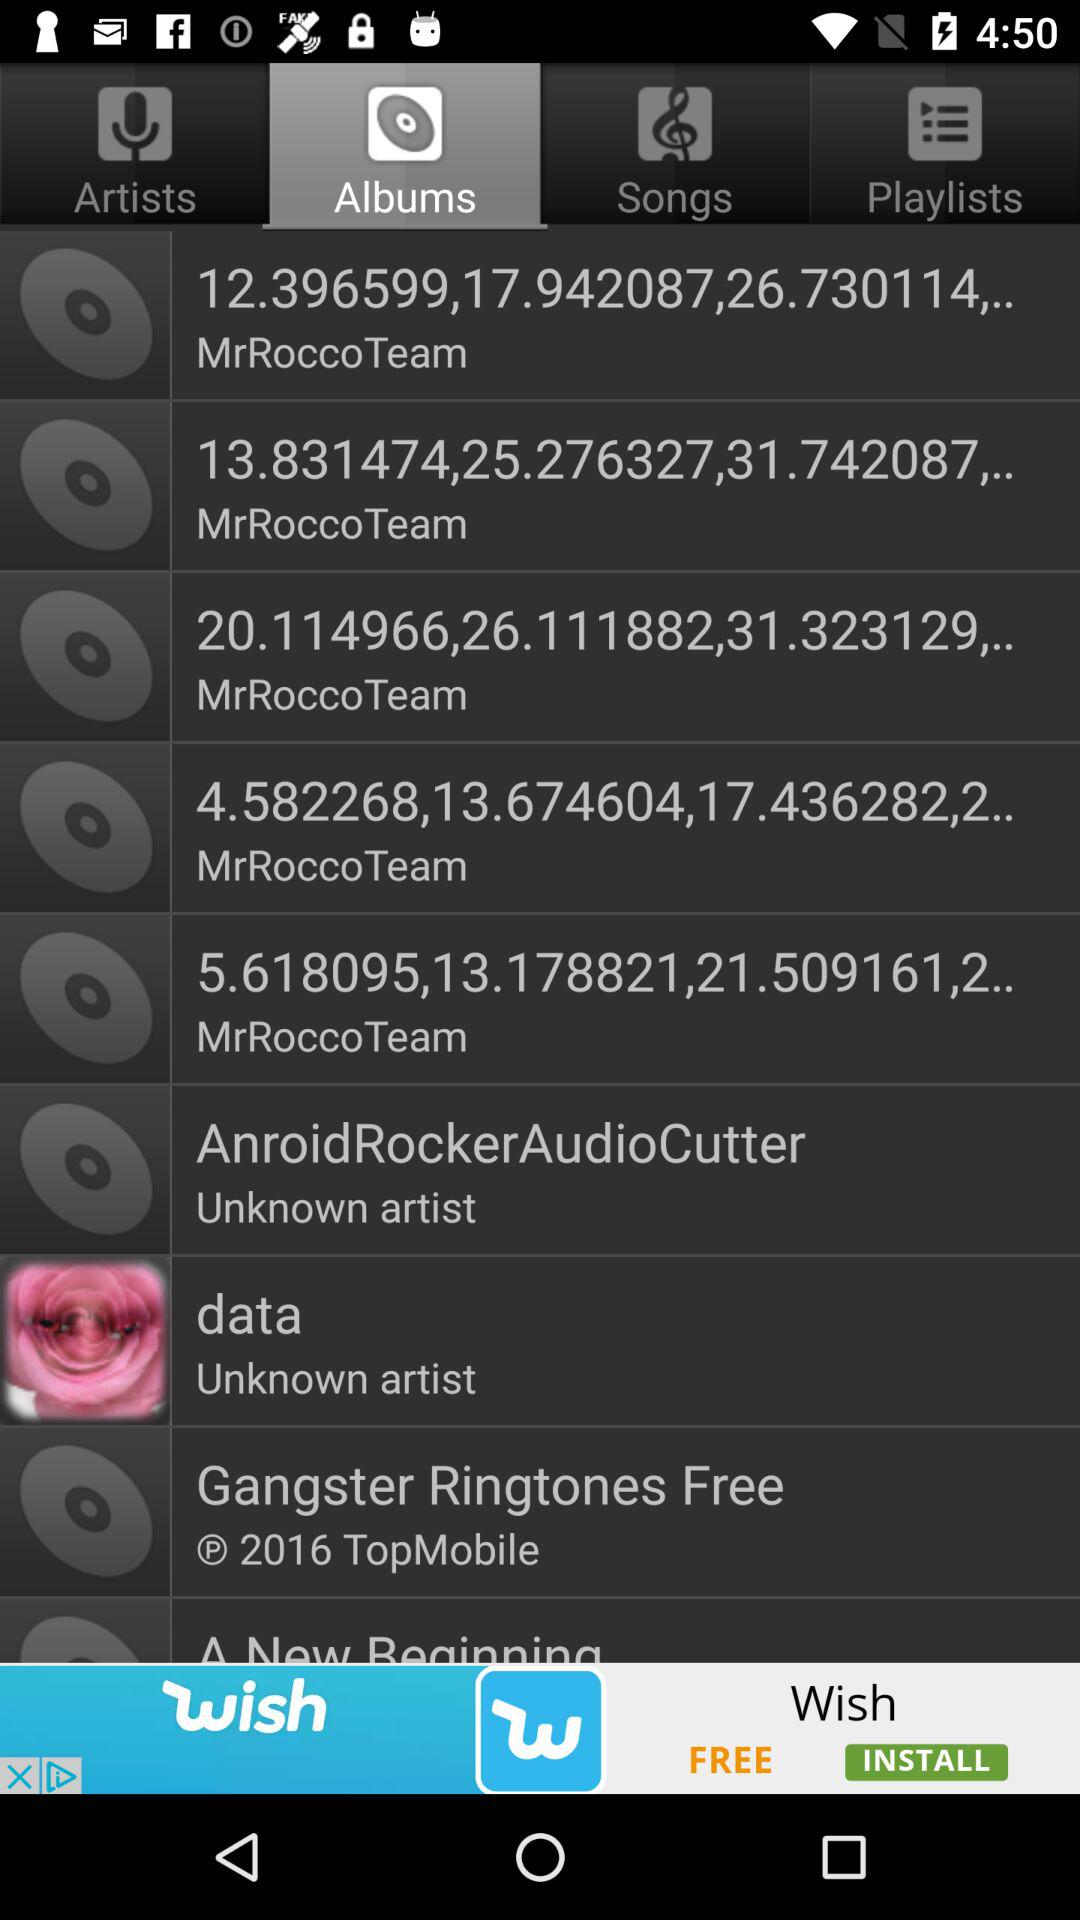 FAKE
4:50
Artists
Albums
Songs
Playlists
12.396599,17.942087,26.730114,..
MrRoccoTeam
13.831474,25.276327,31.742087,..
MrRoccoTeam
20.114966,26.111882,31.323129,..
MrRoccoTeam
4.582268,13.674604,17.436282,2..
MrRoccoTeam
5.618095,13.178821,21.509161,2..
MrRoccoTeam
AnroidRockerAudioCutter
Unknown artist
data
Unknown artist
Gangster Ringtones Free
℗ 2016 TopMobile
A New Beginning
wish
w
Wish
FREE
INSTALL